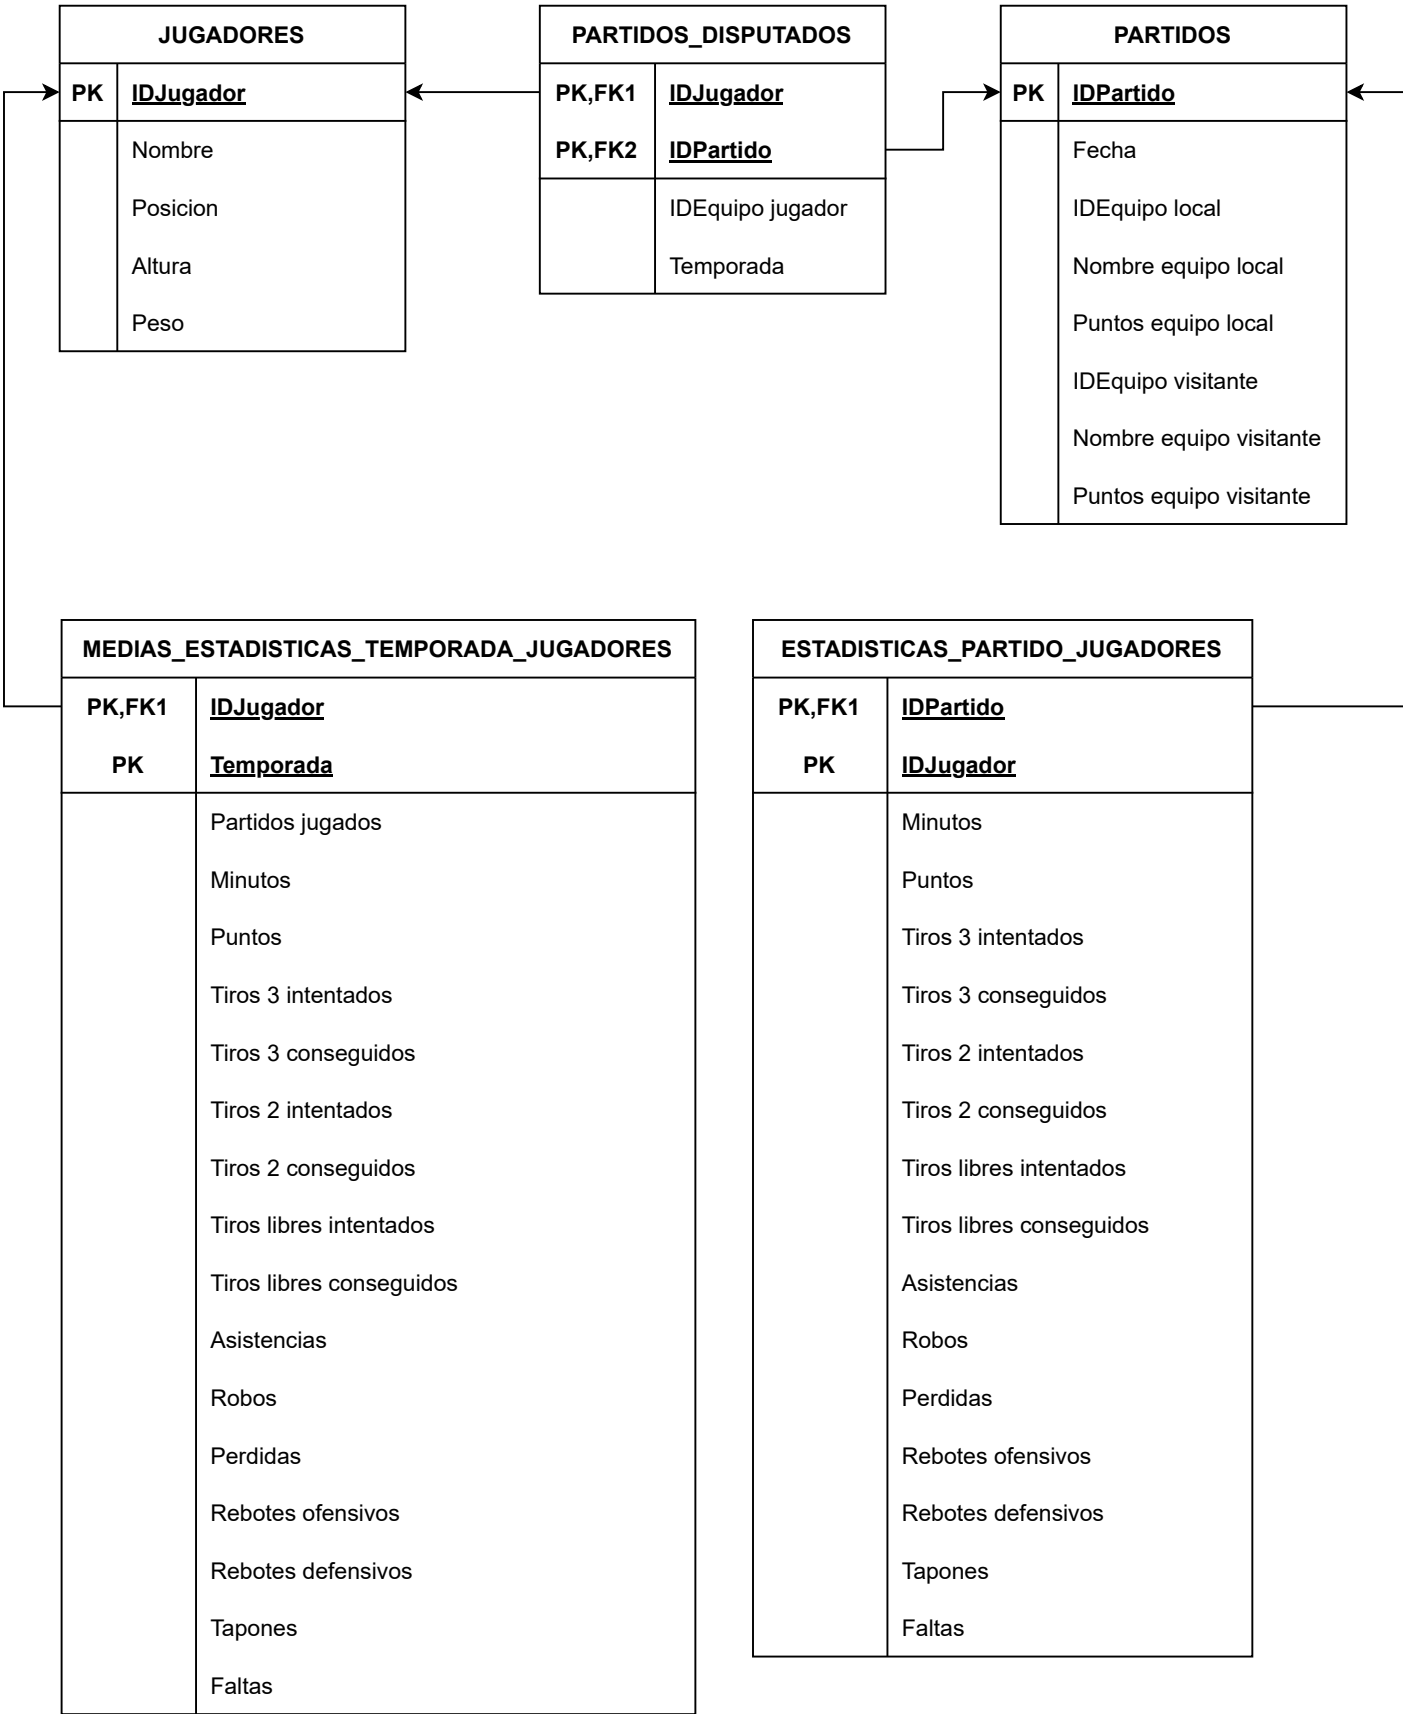 JUGADORES
PK IDJugador
Nombre
Posicion
Altura
Peso
PARTIDOS_DISPUTADOS
PK,FK1 IDJugador
PK,FK2 IDPartido
IDEquipo jugador
Temporada
PARTIDOS
PK IDPartido
Fecha
IDEquipo local
Nombre equipo local
Puntos equipo local
IDEquipo visitante
Nombre equipo visitante
Puntos equipo visitante
MEDIAS_ESTADISTICAS_TEMPORADA_JUGADORES
PK,FK1 IDJugador
PK Temporada
Partidos jugados
Minutos
Puntos
Tiros 3 intentados
Tiros 3 conseguidos
Tiros 2 intentados
Tiros 2 conseguidos
Tiros libres intentados
Tiros libres conseguidos
Asistencias
Robos
Perdidas
Rebotes ofensivos
Rebotes defensivos
Tapones
Faltas
ESTADISTICAS_PARTIDO_JUGADORES
PK,FK1 IDPartido
PK IDJugador
Minutos
Puntos
Tiros 3 intentados
Tiros 3 conseguidos
Tiros 2 intentados
Tiros 2 conseguidos
Tiros libres intentados
Tiros libres conseguidos
Asistencias
Robos
Perdidas
Rebotes ofensivos
Rebotes defensivos
Tapones
Faltas